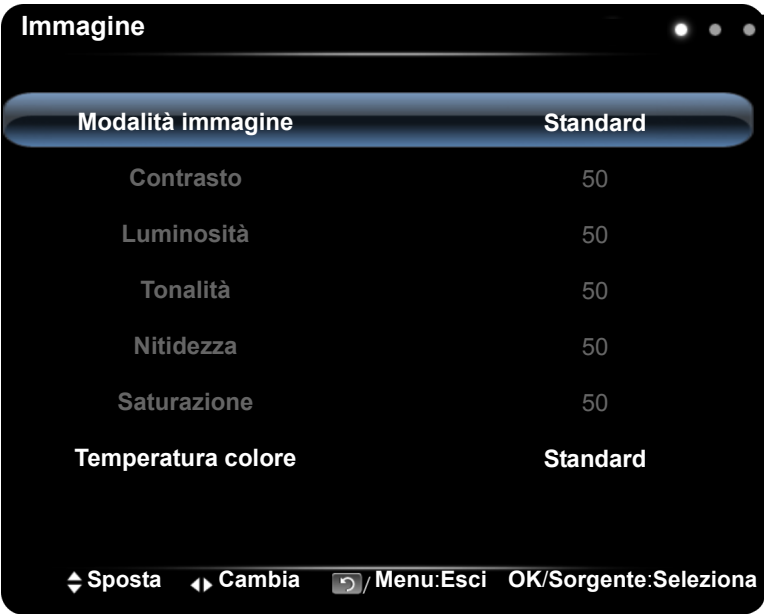 Immagine
Modalità immagine Standard
Contrasto 50
Luminosità 50
Tonalità 50
Nitidezza 50
Saturazione 50
Temperatura colore Standard
Sposta Cambia / Menu:Esci OK/Sorgente:Seleziona